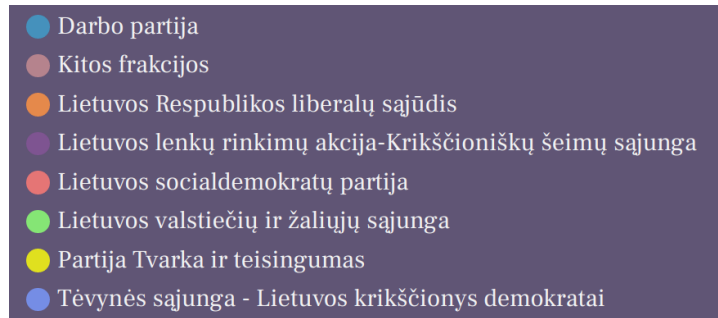 Darbo partija
Kitos frakcijos
Lietuvos Respublikos liberalų sąjūdis
Lietuvos lenkų rinkimų akcija-Krikščioniškų šeimų sąjunga
Lietuvos socialdemokratų partija
Lietuvos valstiečių ir žaliųjų sąjunga
Partija Tvarka ir teisingumas
Tėvynės sąjunga - Lietuvos krikščionys demokratai